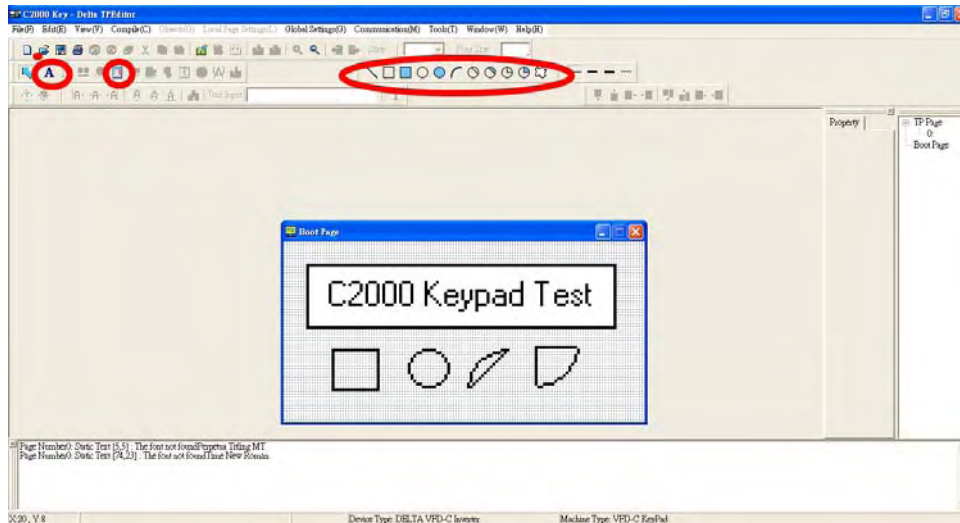 C2000 Key - Delta TPEditor
File(F) Edit(E) View(V) Compile(C) Objects(O) Local Page Settings(L) Global Settings(G) Communication(M) Tools(T) Window(W) Help(H)
A
Text Input
Property
TP Page
0:
Boot Page
Boot Page
C2000 Keypad Test
Page Number0: Static Text [5,5] : The font not foundPerpetua Titling MT
Page Number0: Static Text [74,23] : The font not foundTime New Roman
X:20 , Y:8
Device Type: DELTA VFD-C Inverter
Machine Type: VFD-C KeyPad